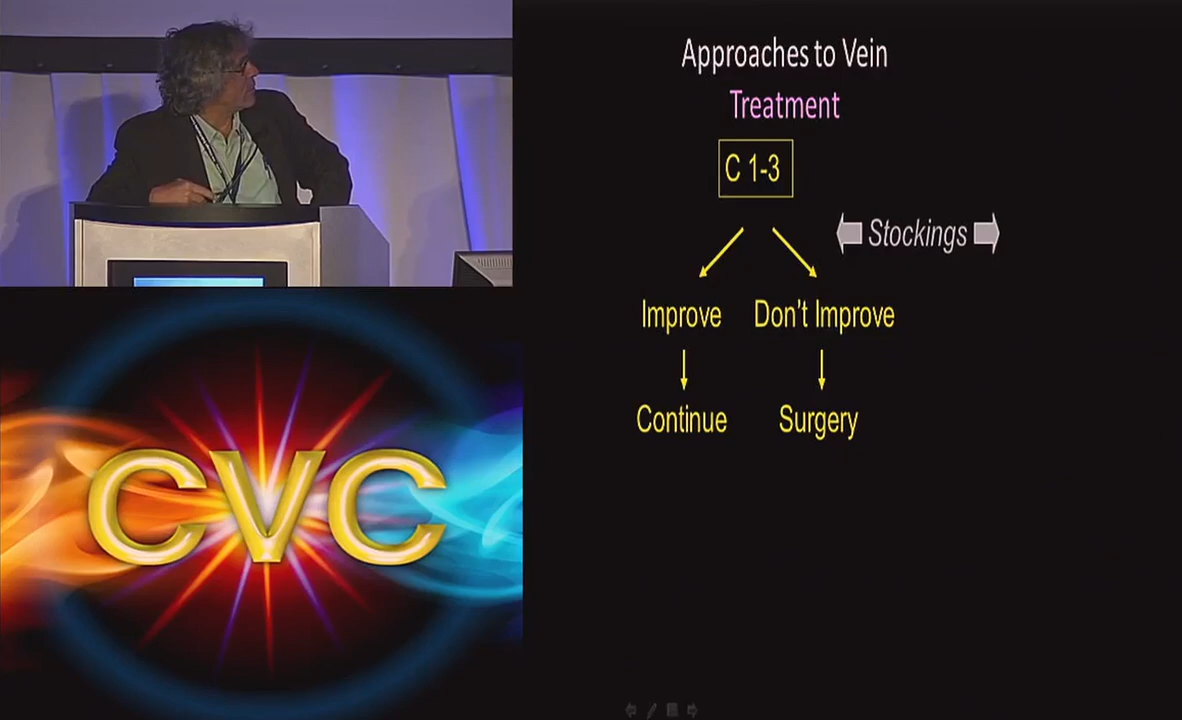 Approaches to Vein
Treatment
C 1-3
Stockings
Improve Don't Improve
Continue Surgery
CVC